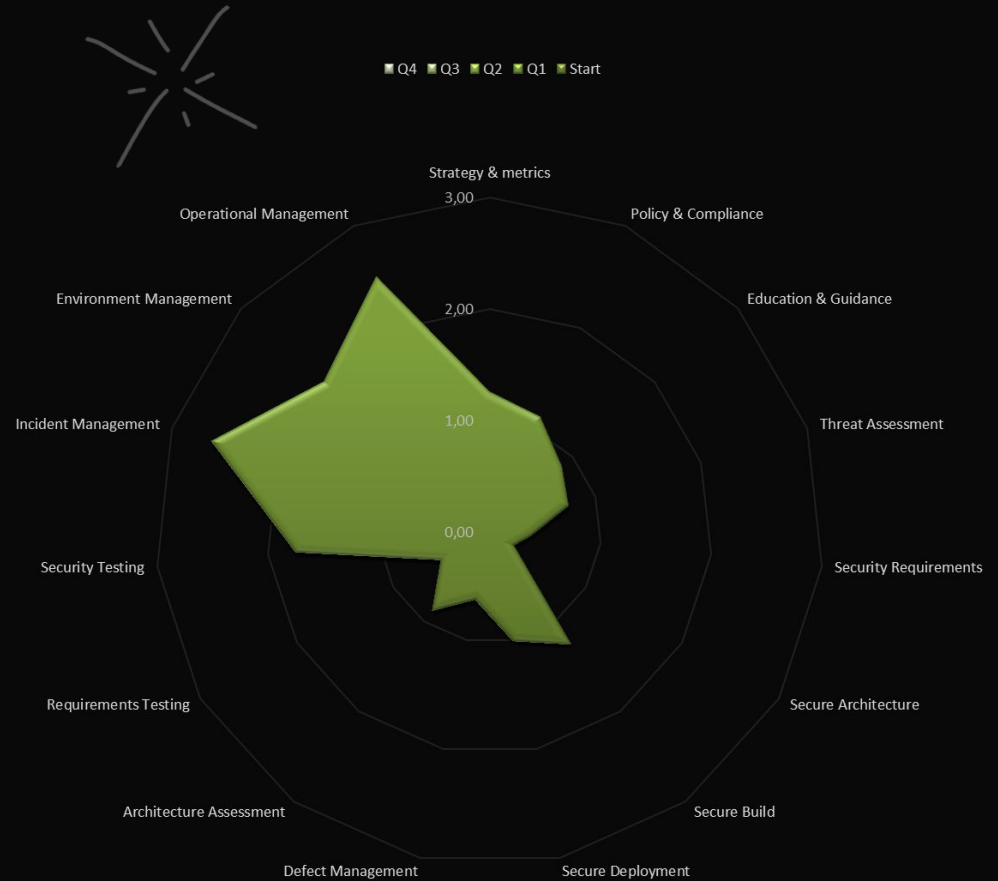 Q4 Q3 Q2 Q1 Start
Strategy & metrics
3,00
Operational Management
Policy & Compliance
Environment Management
Education & Guidance
2,00
1,00
Incident Management
Threat Assessment
0,00
Security Testing
Security Requirements
Requirements Testing
Secure Architecture
Architecture Assessment
Secure Build
Defect Management
Secure Deployment